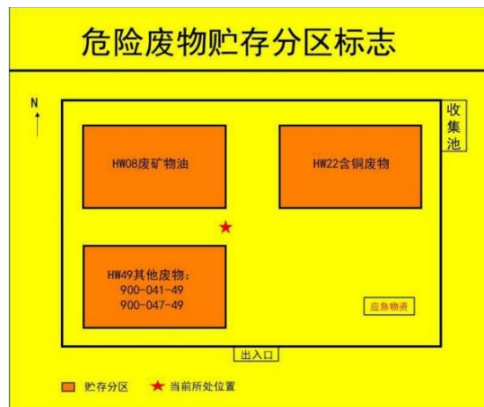 危险废物贮存分区标志
N
收集池
HW08废矿物油
HW22含铜废物
HW49其他废物：
900-041-49
900-047-49
应急物资
出入口
贮存分区
当前所处位置